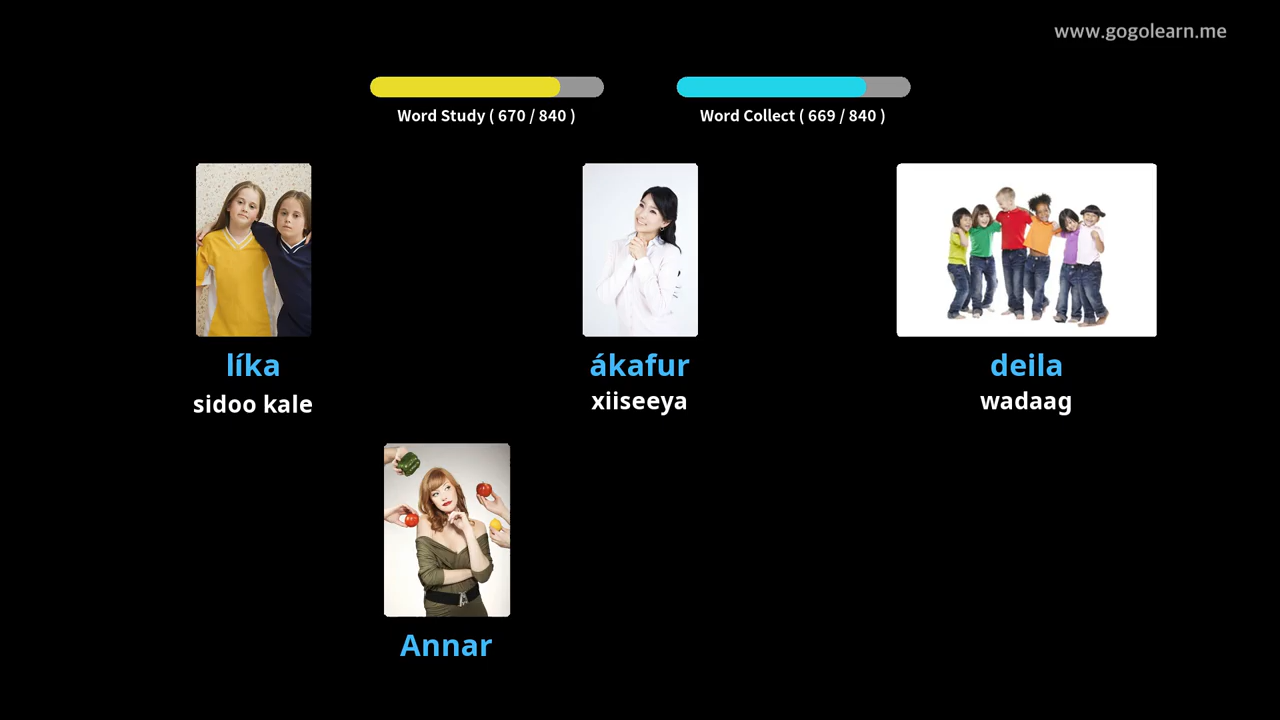 www.gogolearn.me
Word Study ( 670 / 840 )
Word Collect ( 669 / 840 )
líka
sidoo kale
ákafur
xiiseeya
deila
wadaag
Annar